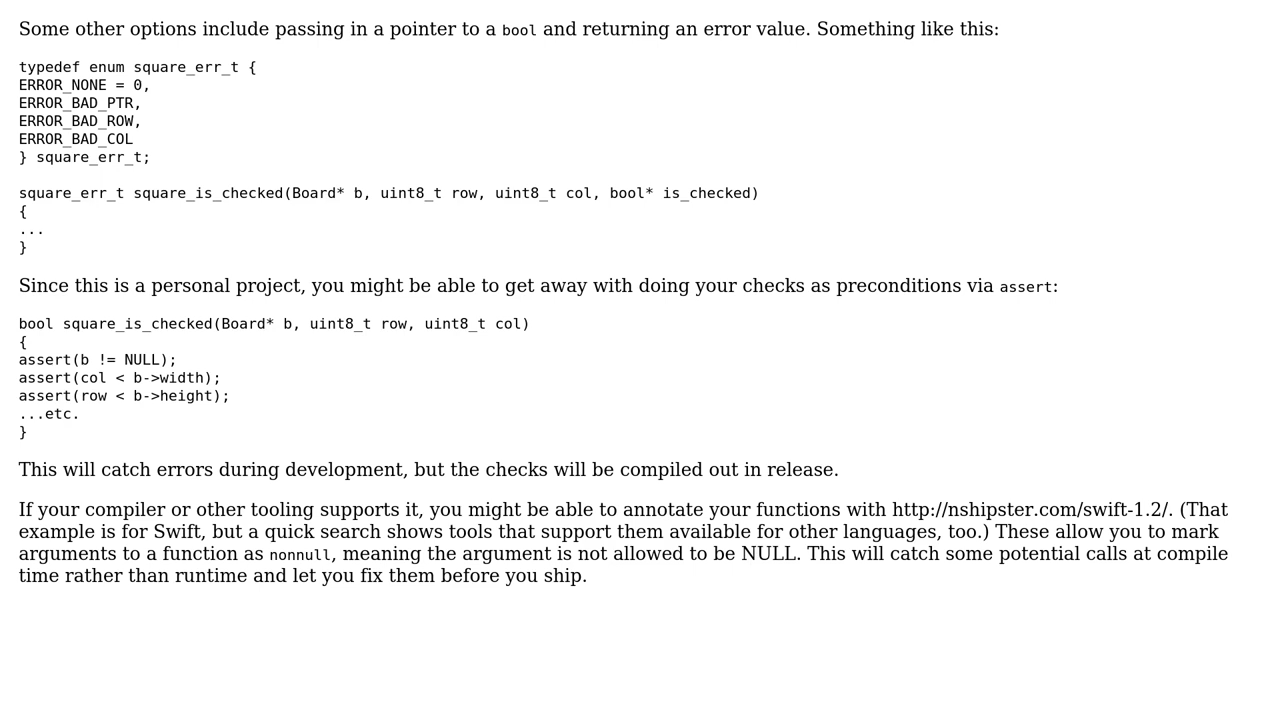 Some other options include passing in a pointer to a bool and returning an error value. Something like this:
typedef enum square_err_t {
ERROR_NONE = 0,
ERROR_BAD_PTR,
ERROR_BAD_ROW,
ERROR_BAD_COL
} square_err_t;
square_err_t square_is_checked(Board* b, uint8_t row, uint8_t col, bool* is_checked)
{
...
}
Since this is a personal project, you might be able to get away with doing your checks as preconditions via assert:
bool square_is_checked(Board* b, uint8_t row, uint8_t col)
{
assert(b != NULL);
assert(col < b->width);
assert(row < b->height);
...etc.
}
This will catch errors during development, but the checks will be compiled out in release.
If your compiler or other tooling supports it, you might be able to annotate your functions with http://nshipster.com/swift-1.2/. (That
example is for Swift, but a quick search shows tools that support them available for other languages, too.) These allow you to mark
arguments to a function as nonnull, meaning the argument is not allowed to be NULL. This will catch some potential calls at compile
time rather than runtime and let you fix them before you ship.